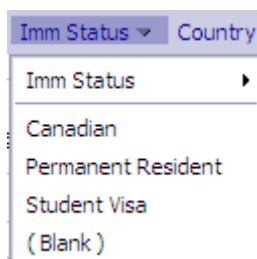 Imm Status Country
Imm Status
Canadian
Permanent Resident
Student Visa
( Blank )